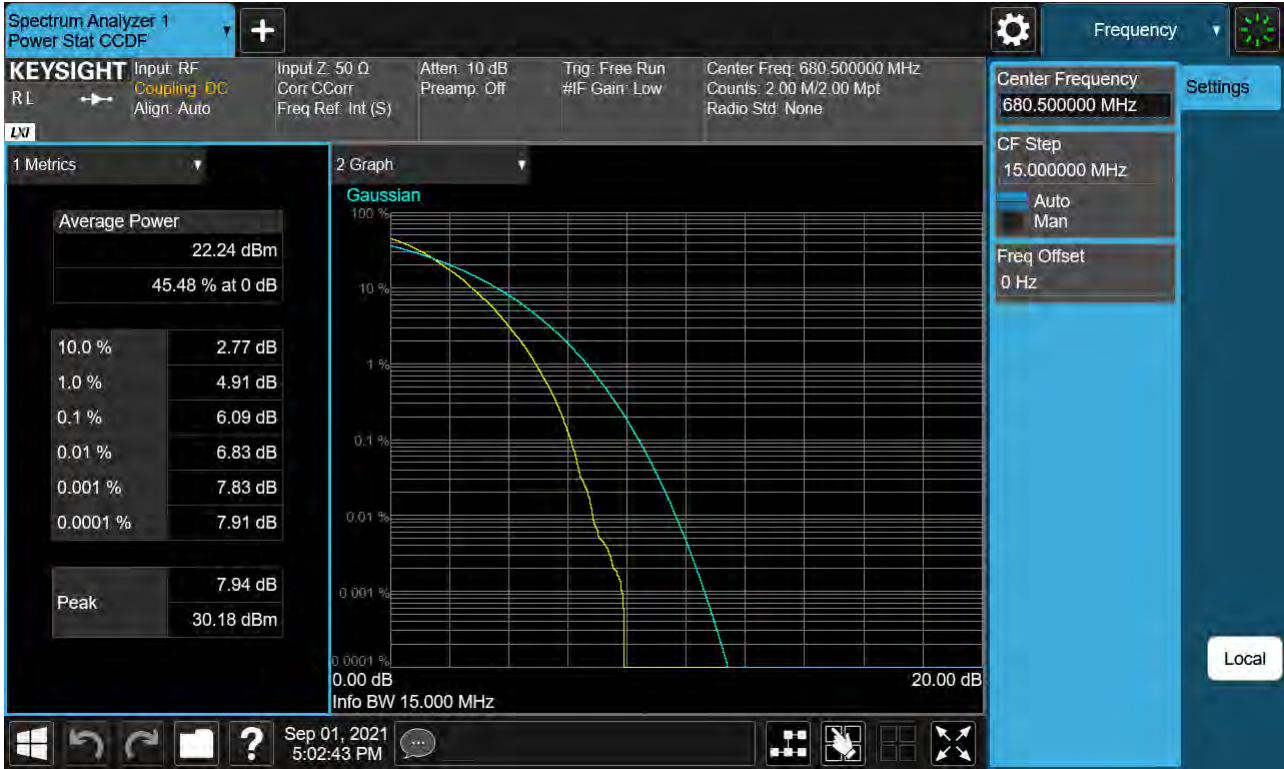 Spectrum Analyzer 1
Power Stat CCDF
Frequency
KEYSIGHT
R L
LXI
Input: RF
Coupling: DC
Align: Auto
Input Z: 50 Ω
Corr CCorr
Freq Ref: Int (S)
Atten: 10 dB
Preamp: Off
Trig: Free Run
#IF Gain: Low
Center Freq: 680.500000 MHz
Counts: 2.00 M/2.00 Mpt
Radio Std: None
Center Frequency
680.500000 MHz
Settings
CF Step
15.000000 MHz
Auto
Man
Freq Offset
0 Hz
1 Metrics
Average Power
22.24 dBm
45.48 % at 0 dB
10.0 % 2.77 dB
1.0 % 4.91 dB
0.1 % 6.09 dB
0.01 % 6.83 dB
0.001 % 7.83 dB
0.0001 % 7.91 dB
Peak
7.94 dB
30.18 dBm
2 Graph
Gaussian
100 %
10 %
1 %
0.1 %
0.01 %
0.001 %
0.0001 %
0.00 dB 20.00 dB
Info BW 15.000 MHz
Local
?
Sep 01, 2021
5:02:43 PM